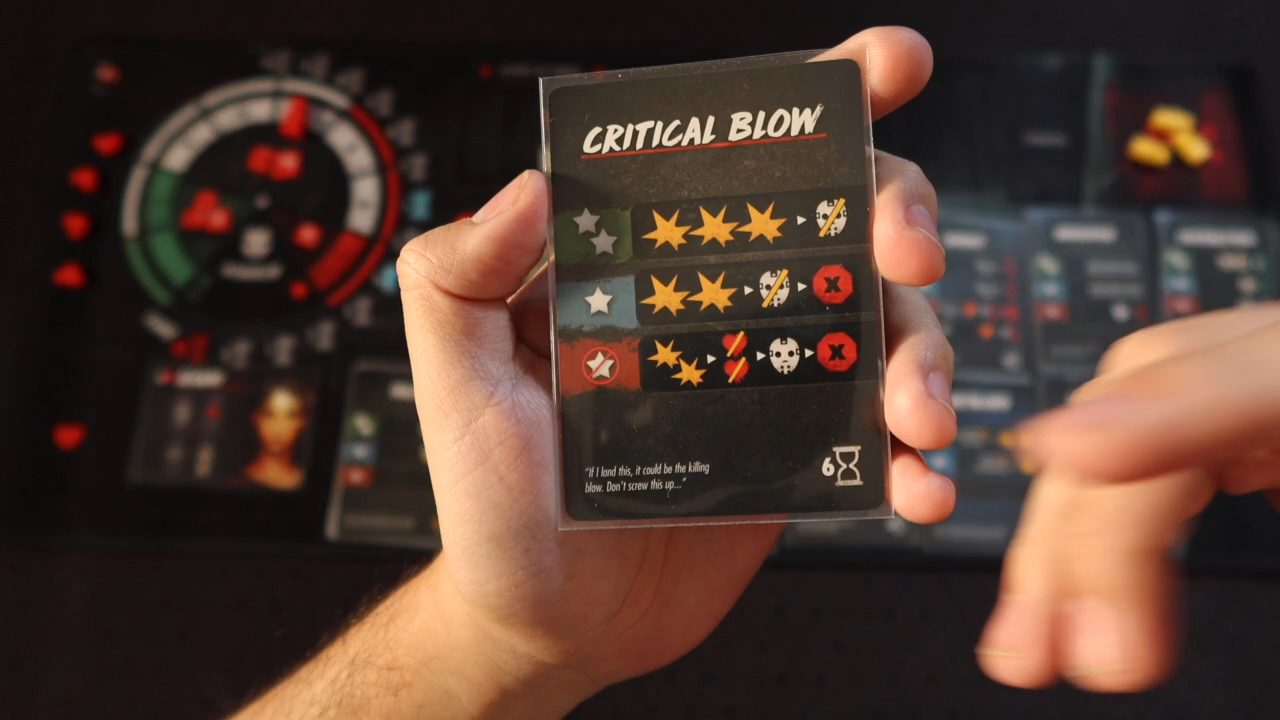 CRITICAL BLOW
X
X
"If I land this, it could be the killing
blow. Don't screw this up..."
6